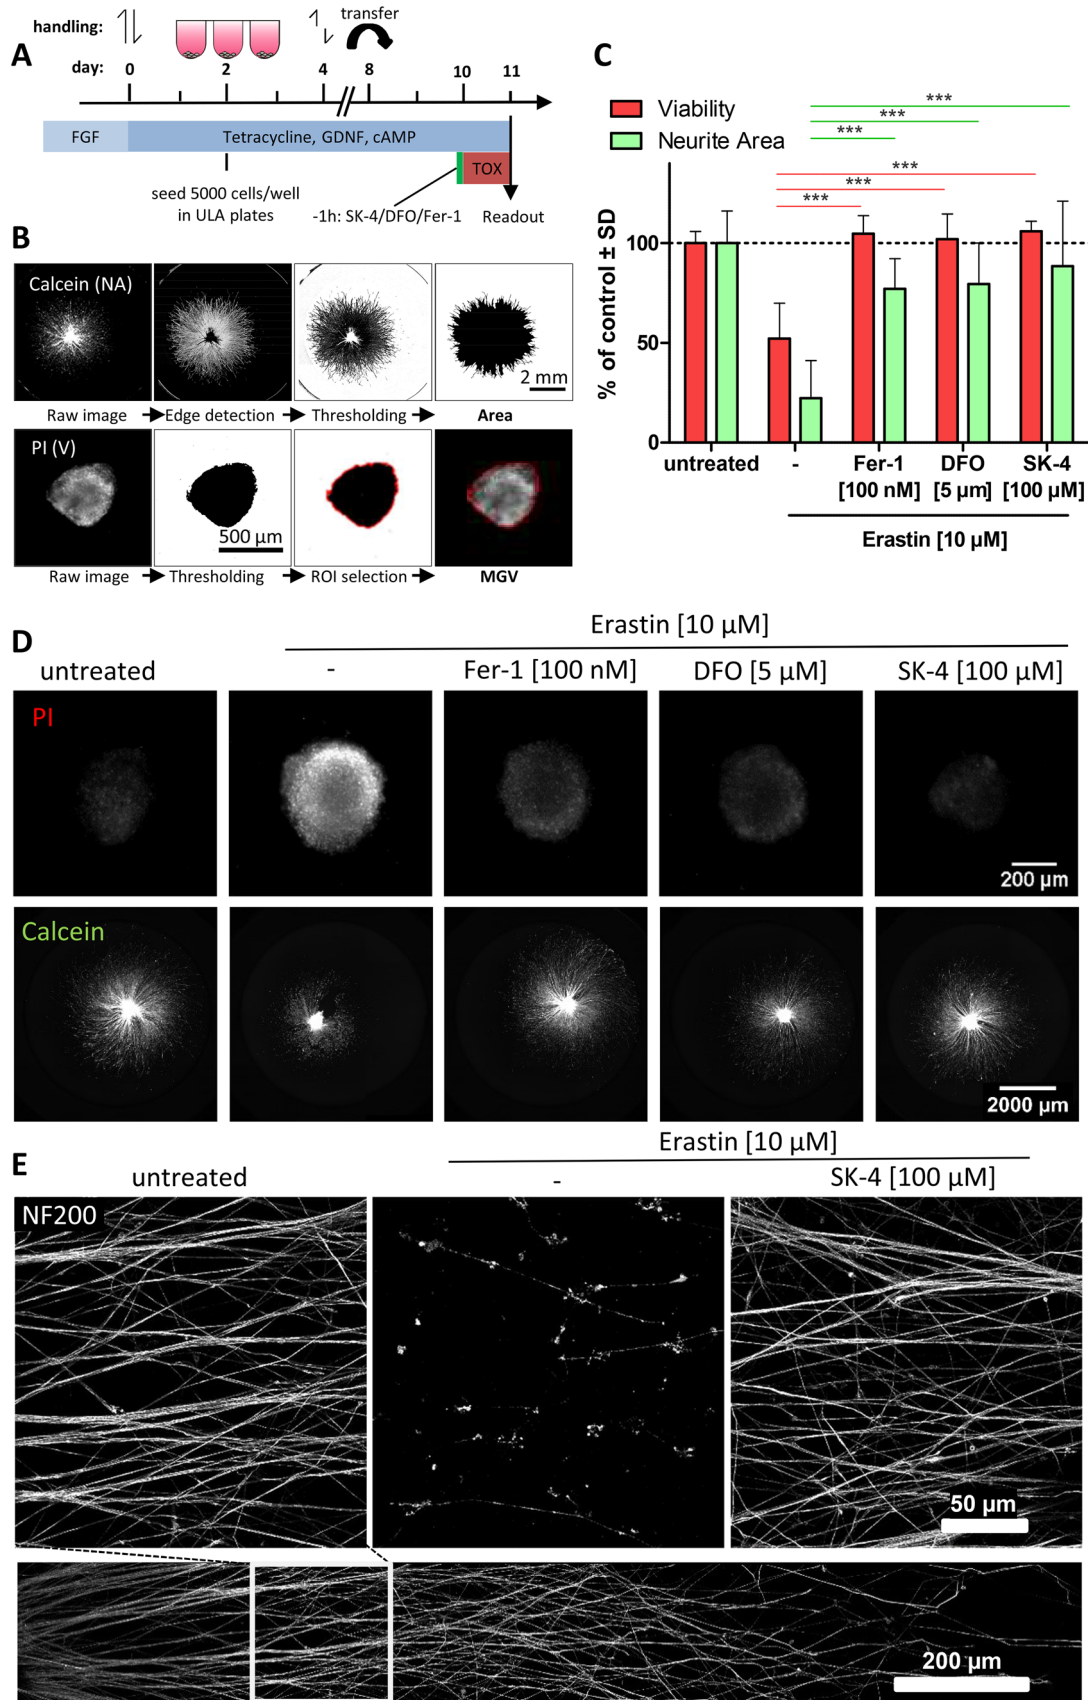 handling:
transfer
A
day: 0 2 4 8 10 11
FGF
Tetracycline, GDNF, cAMP
TOX
seed 5000 cells/well
in ULA plates
-1h: SK-4/DFO/Fer-1
Readout
B
Calcein (NA)
2 mm
Raw image
Edge detection
Thresholding
Area
PI (V)
500 µm
Raw image
Thresholding
ROI selection
MGV
C
Viability
Neurite Area
***
***
***
***
***
***
% of control ± SD
100
50
0
untreated
-
Fer-1
[100 nM]
DFO
[5 µm]
SK-4
[100 µM]
Erastin [10 µM]
D
Erastin [10 µM]
untreated
-
Fer-1 [100 nM]
DFO [5 µM]
SK-4 [100 µM]
PI
200 µm
Calcein
2000 µm
E
Erastin [10 µM]
untreated
-
SK-4 [100 µM]
NF200
50 µm
200 µm